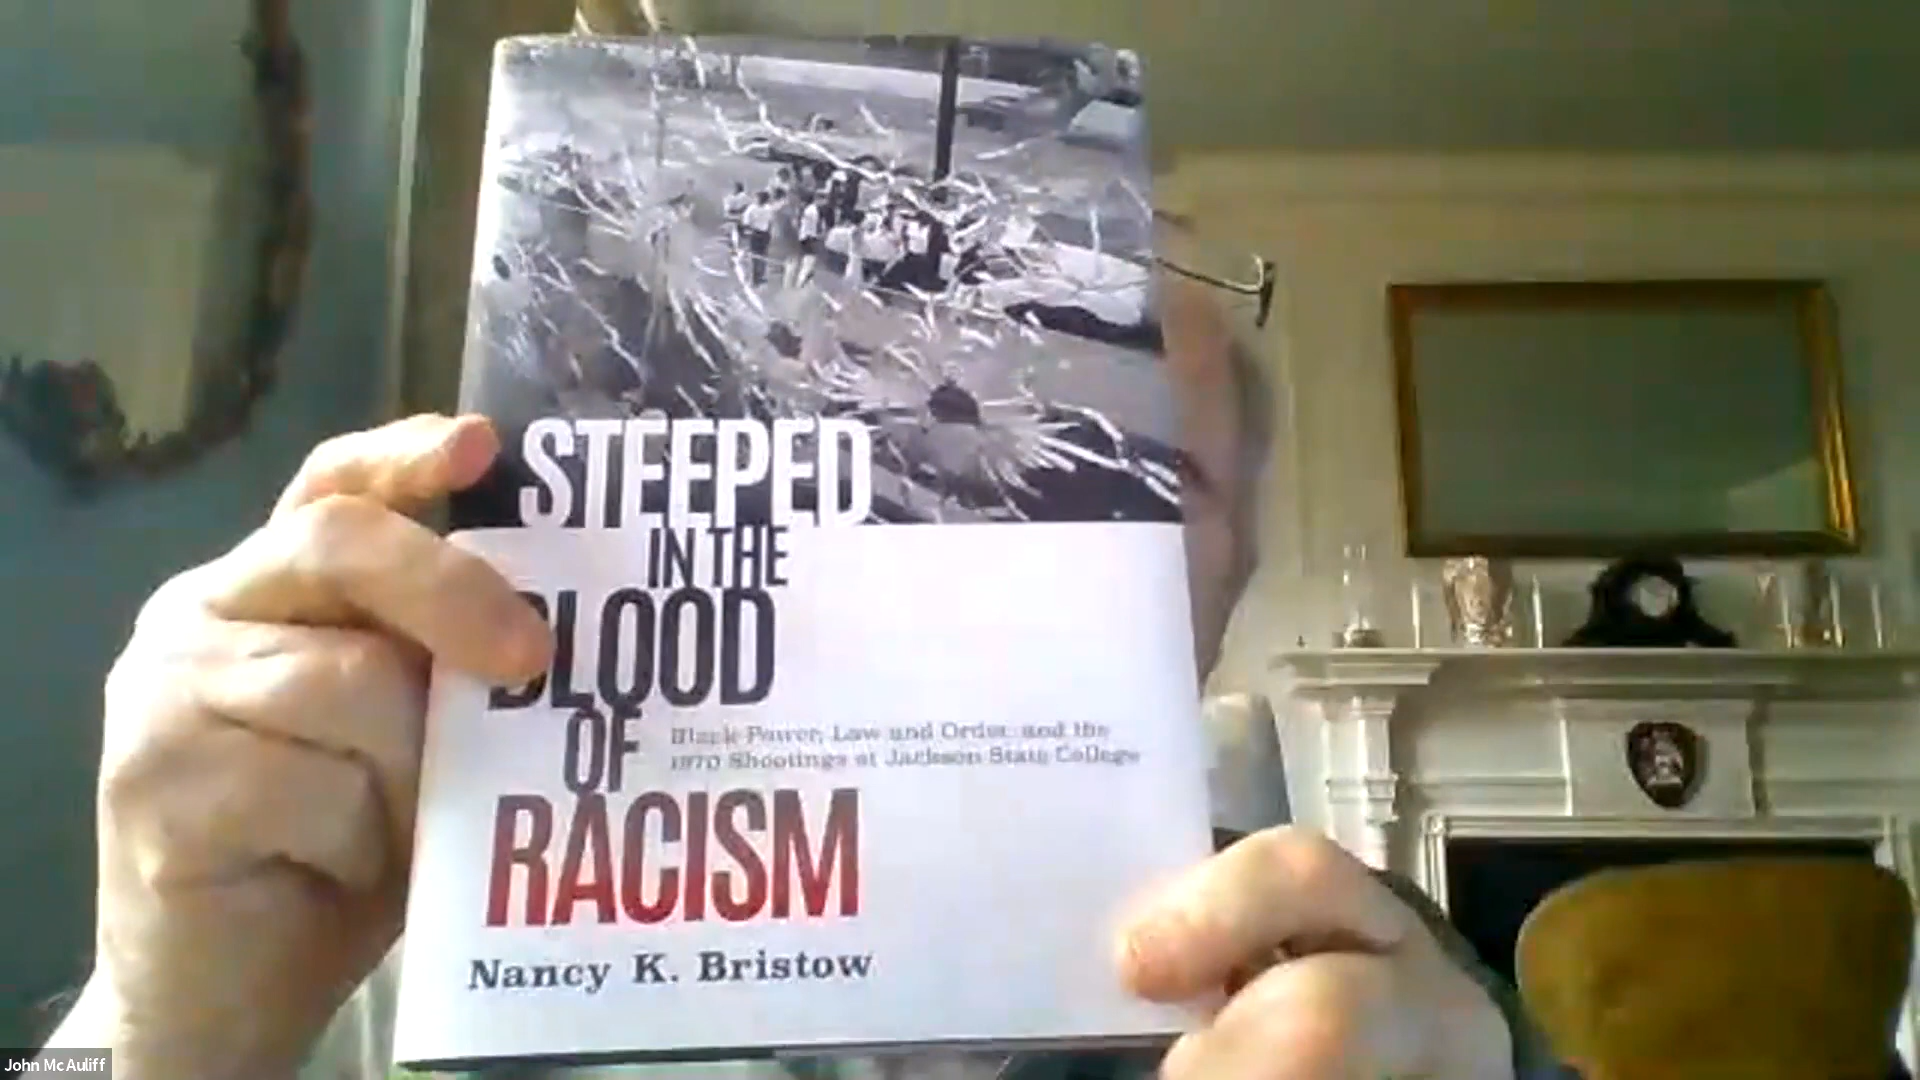 STEEPED
IN THE
BLOOD
OF
Black Power, Law and Order, and the
1970 Shootings at Jackson State College
RACISM
Nancy K. Bristow
John McAuliff